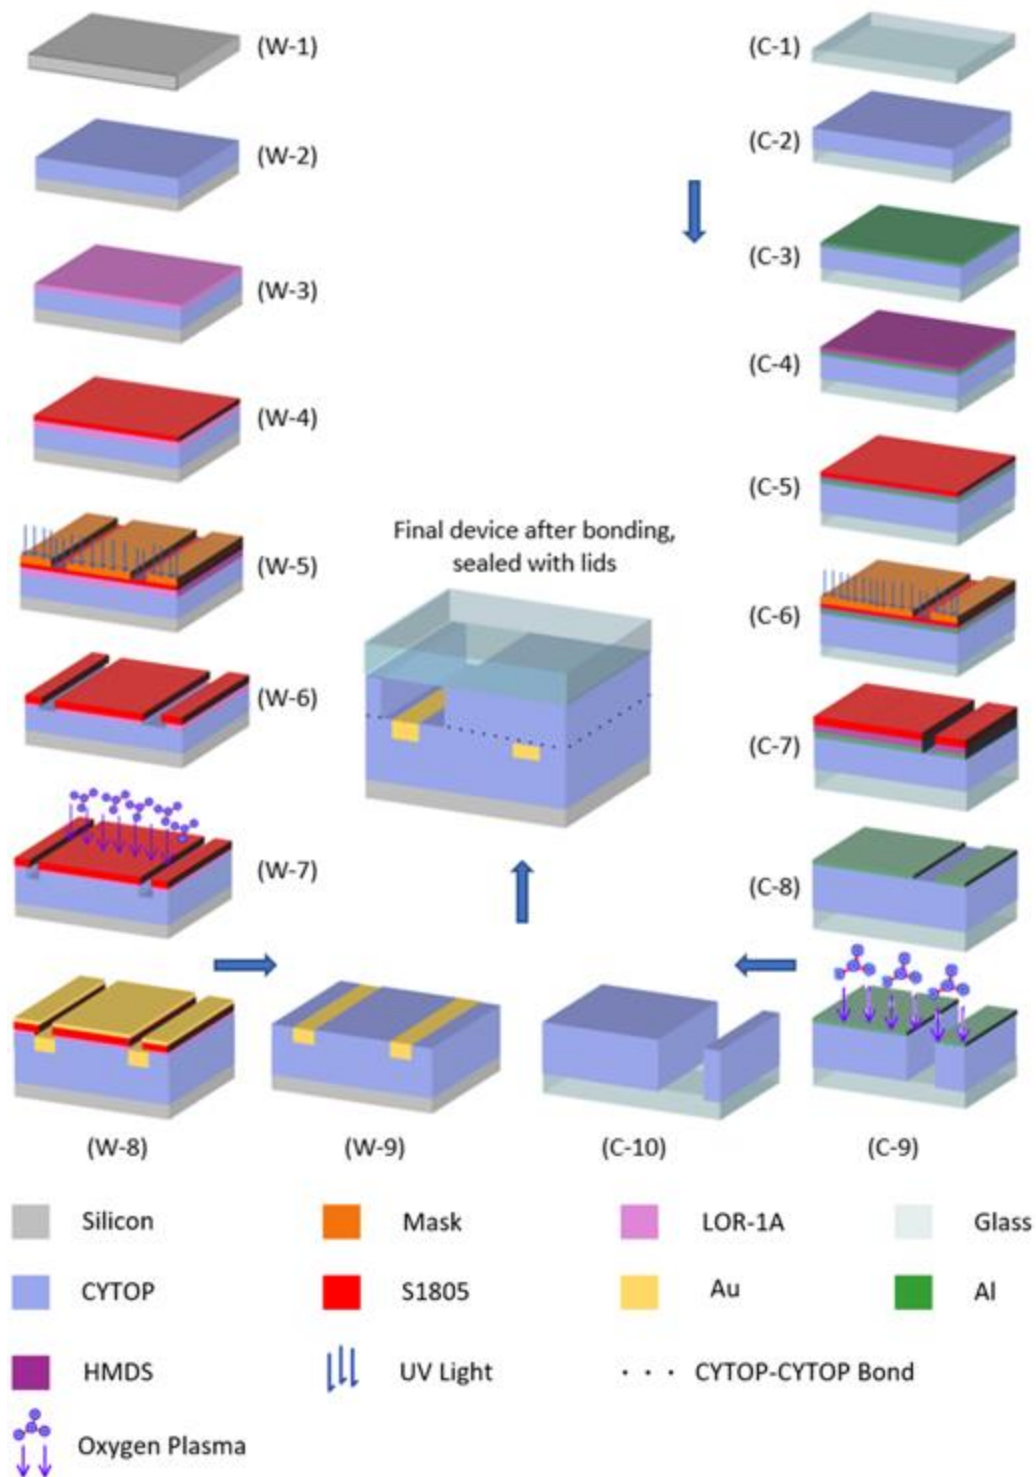 (W-1)
(C-1)
(W-2)
(C-2)
(W-3)
(C-3)
(C-4)
(W-4)
(C-5)
Final device after bonding,
sealed with lids
(W-5)
(C-6)
(W-6)
(C-7)
(W-7)
(C-8)
(W-8)
(W-9)
(C-10)
(C-9)
Silicon
Mask
LOR-1A
Glass
CYTOP
S1805
Au
Al
HMDS
UV Light
CYTOP-CYTOP Bond
Oxygen Plasma